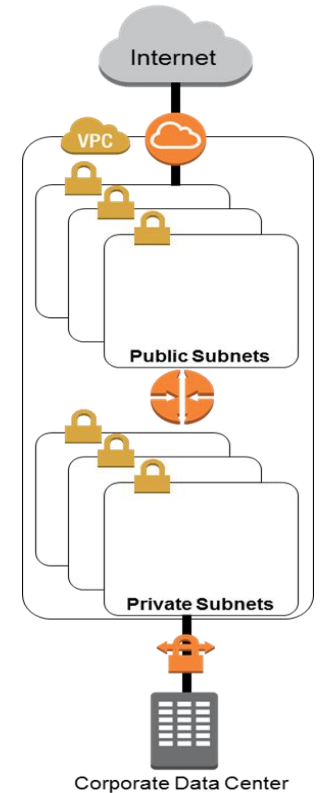 Internet
VPC
Public Subnets
Private Subnets
Corporate Data Center